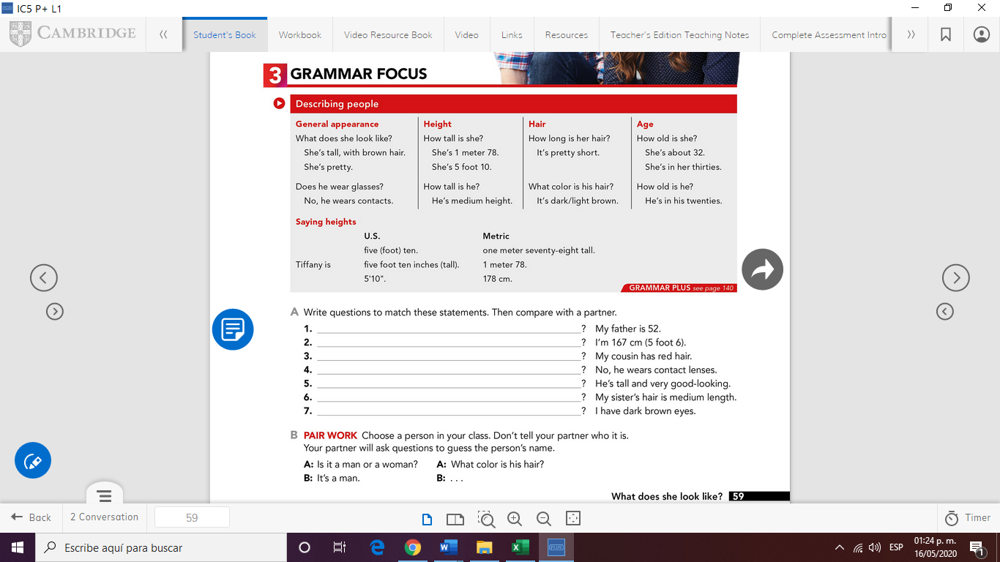 IC5 P+ L1
CAMBRIDGE
Student's Book
Workbook
Video Resource Book
Video
Links
Resources
Teacher's Edition Teaching Notes
Complete Assessment Intro
3 GRAMMAR FOCUS
Describing people
General appearance
What does she look like?
She's tall, with brown hair.
She's pretty.
Does he wear glasses?
No, he wears contacts.
Height
How tall is she?
She's 1 meter 78.
She's 5 foot 10.
How tall is he?
He's medium height.
Hair
How long is her hair?
It's pretty short.
What color is his hair?
It's dark/light brown.
Age
How old is she?
She's about 32.
She's in her thirties.
How old is he?
He's in his twenties.
Saying heights
U.S. Metric
five (foot) ten. one meter seventy-eight tall.
Tiffany is five foot ten inches (tall). 1 meter 78.
5'10". 178 cm.
GRAMMAR PLUS see page 140
A Write questions to match these statements. Then compare with a partner.
1. ? My father is 52.
2. ? I'm 167 cm (5 foot 6).
3. ? My cousin has red hair.
4. ? No, he wears contact lenses.
5. ? He's tall and very good-looking.
6. ? My sister's hair is medium length.
7. ? I have dark brown eyes.
B PAIR WORK Choose a person in your class. Don't tell your partner who it is.
Your partner will ask questions to guess the person's name.
A: Is it a man or a woman? A: What color is his hair?
B: It's a man. B: . . .
What does she look like? 59
Back
2 Conversation
59
Timer
Escribe aquí para buscar
PLUS
ESP
01:24 p. m.
16/05/2020
1